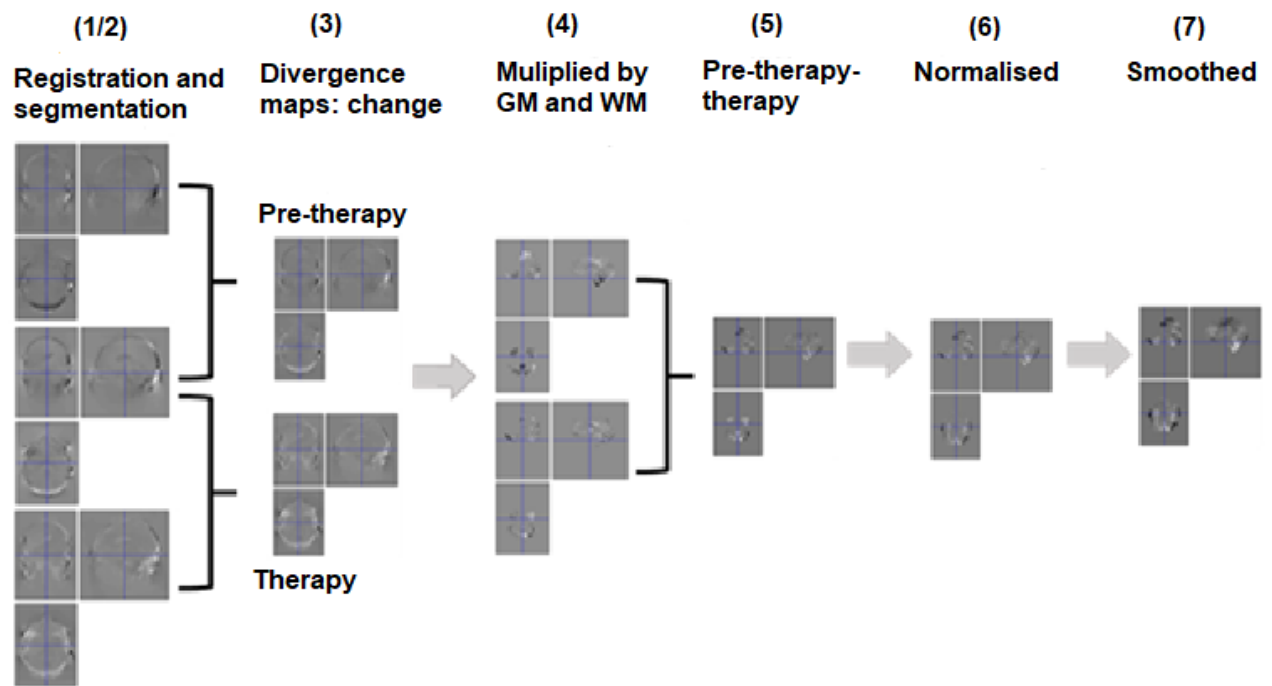 (1/2)
Registration and
segmentation
(3)
Divergence
maps: change
(4)
Muliplied by
GM and WM
(5)
Pre-therapy-
therapy
(6)
Normalised
(7)
Smoothed
Pre-therapy
Therapy